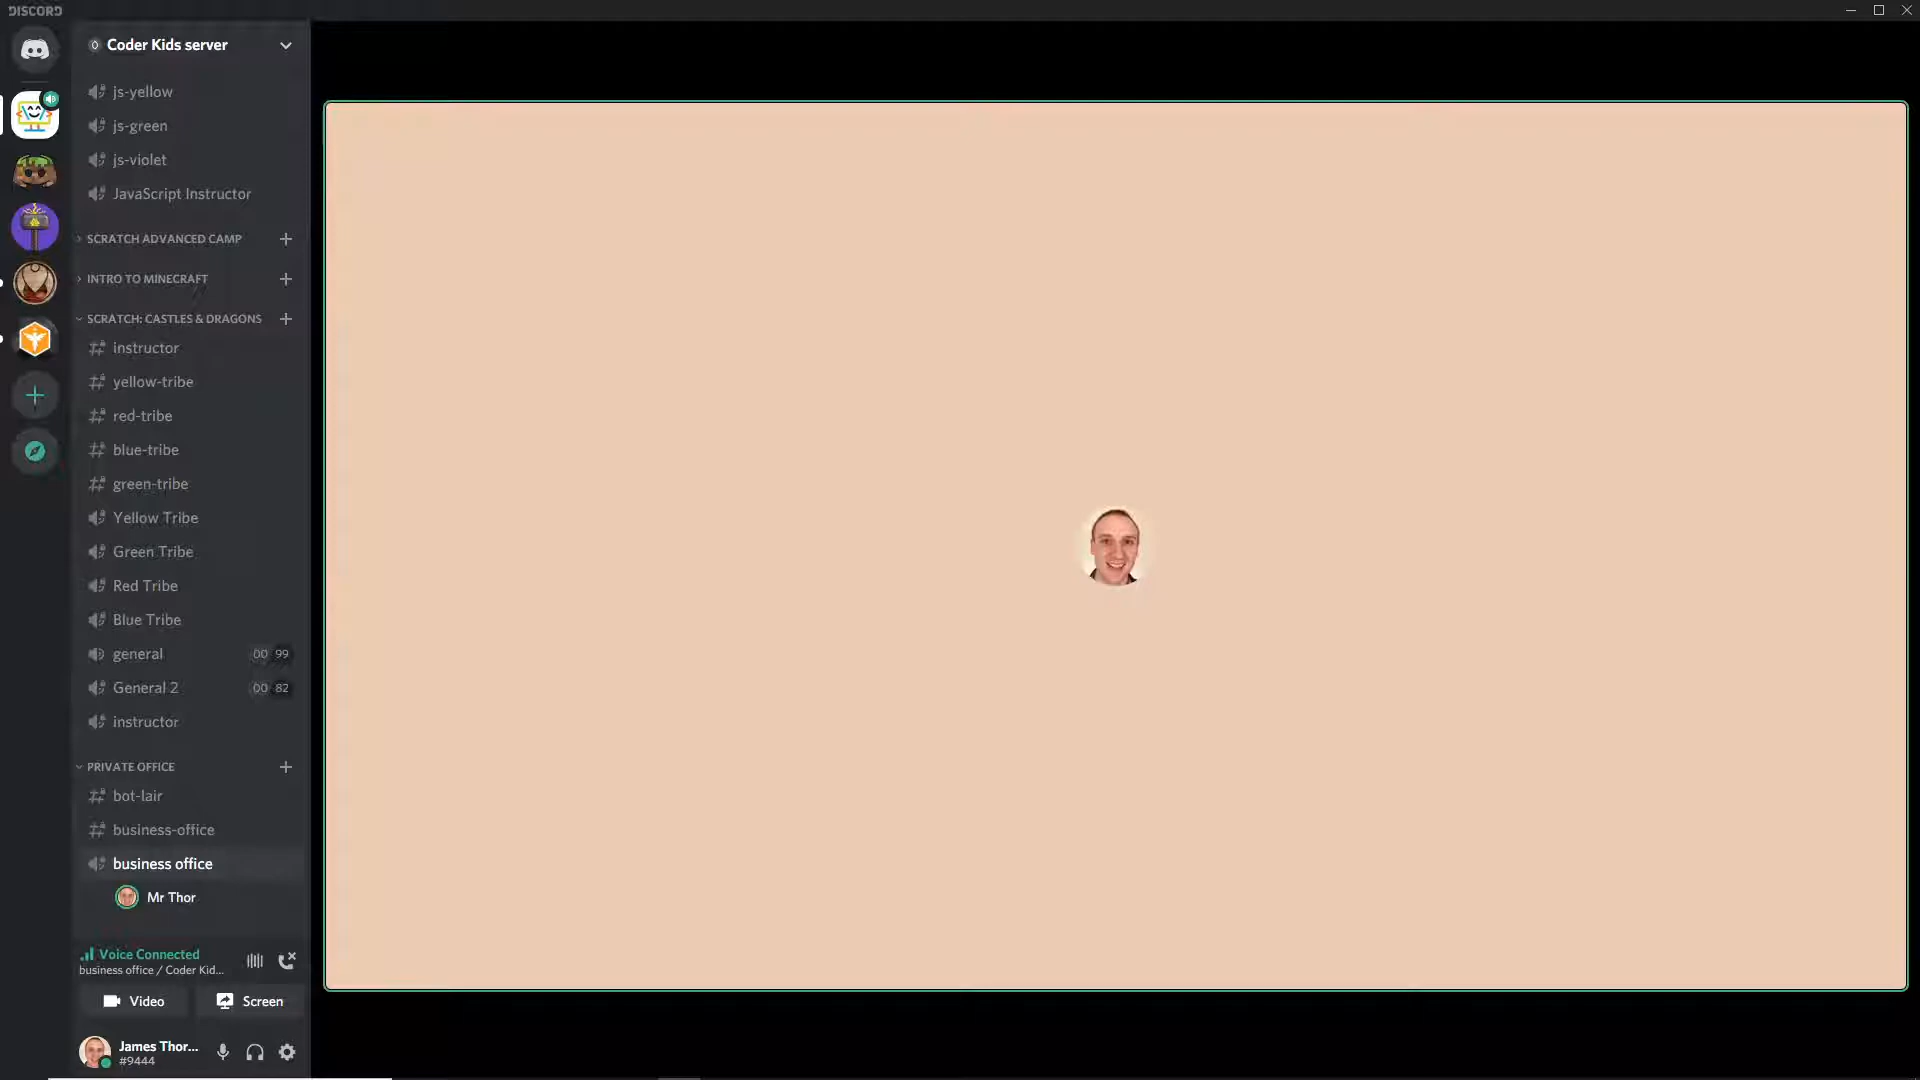 DISCORD
Coder Kids server
js-yellow
js-green
js-violet
JavaScript Instructor
SCRATCH ADVANCED CAMP
INTRO TO MINECRAFT
SCRATCH: CASTLES & DRAGONS
instructor
yellow-tribe
red-tribe
blue-tribe
green-tribe
Yellow Tribe
Green Tribe
Red Tribe
Blue Tribe
general 00 99
General 2 00 82
instructor
PRIVATE OFFICE
bot-lair
business-office
business office
Mr Thor
Voice Connected
business office / Coder Kid...
Video Screen
James Thor...
#9444